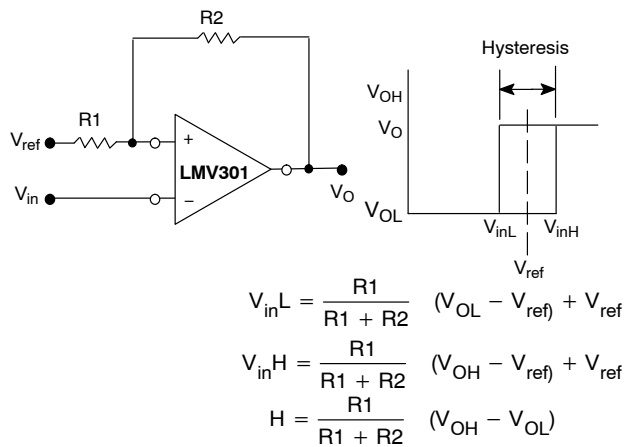 R2
Hysteresis
R1
V_OH
V_ref
+
V_O
LMV301
V_in
−
V_O
V_OL
V_inL
V_inH
V_ref
V_inL = R1 / (R1 + R2) (V_OL − V_ref) + V_ref
V_inH = R1 / (R1 + R2) (V_OH − V_ref) + V_ref
H = R1 / (R1 + R2) (V_OH − V_OL)